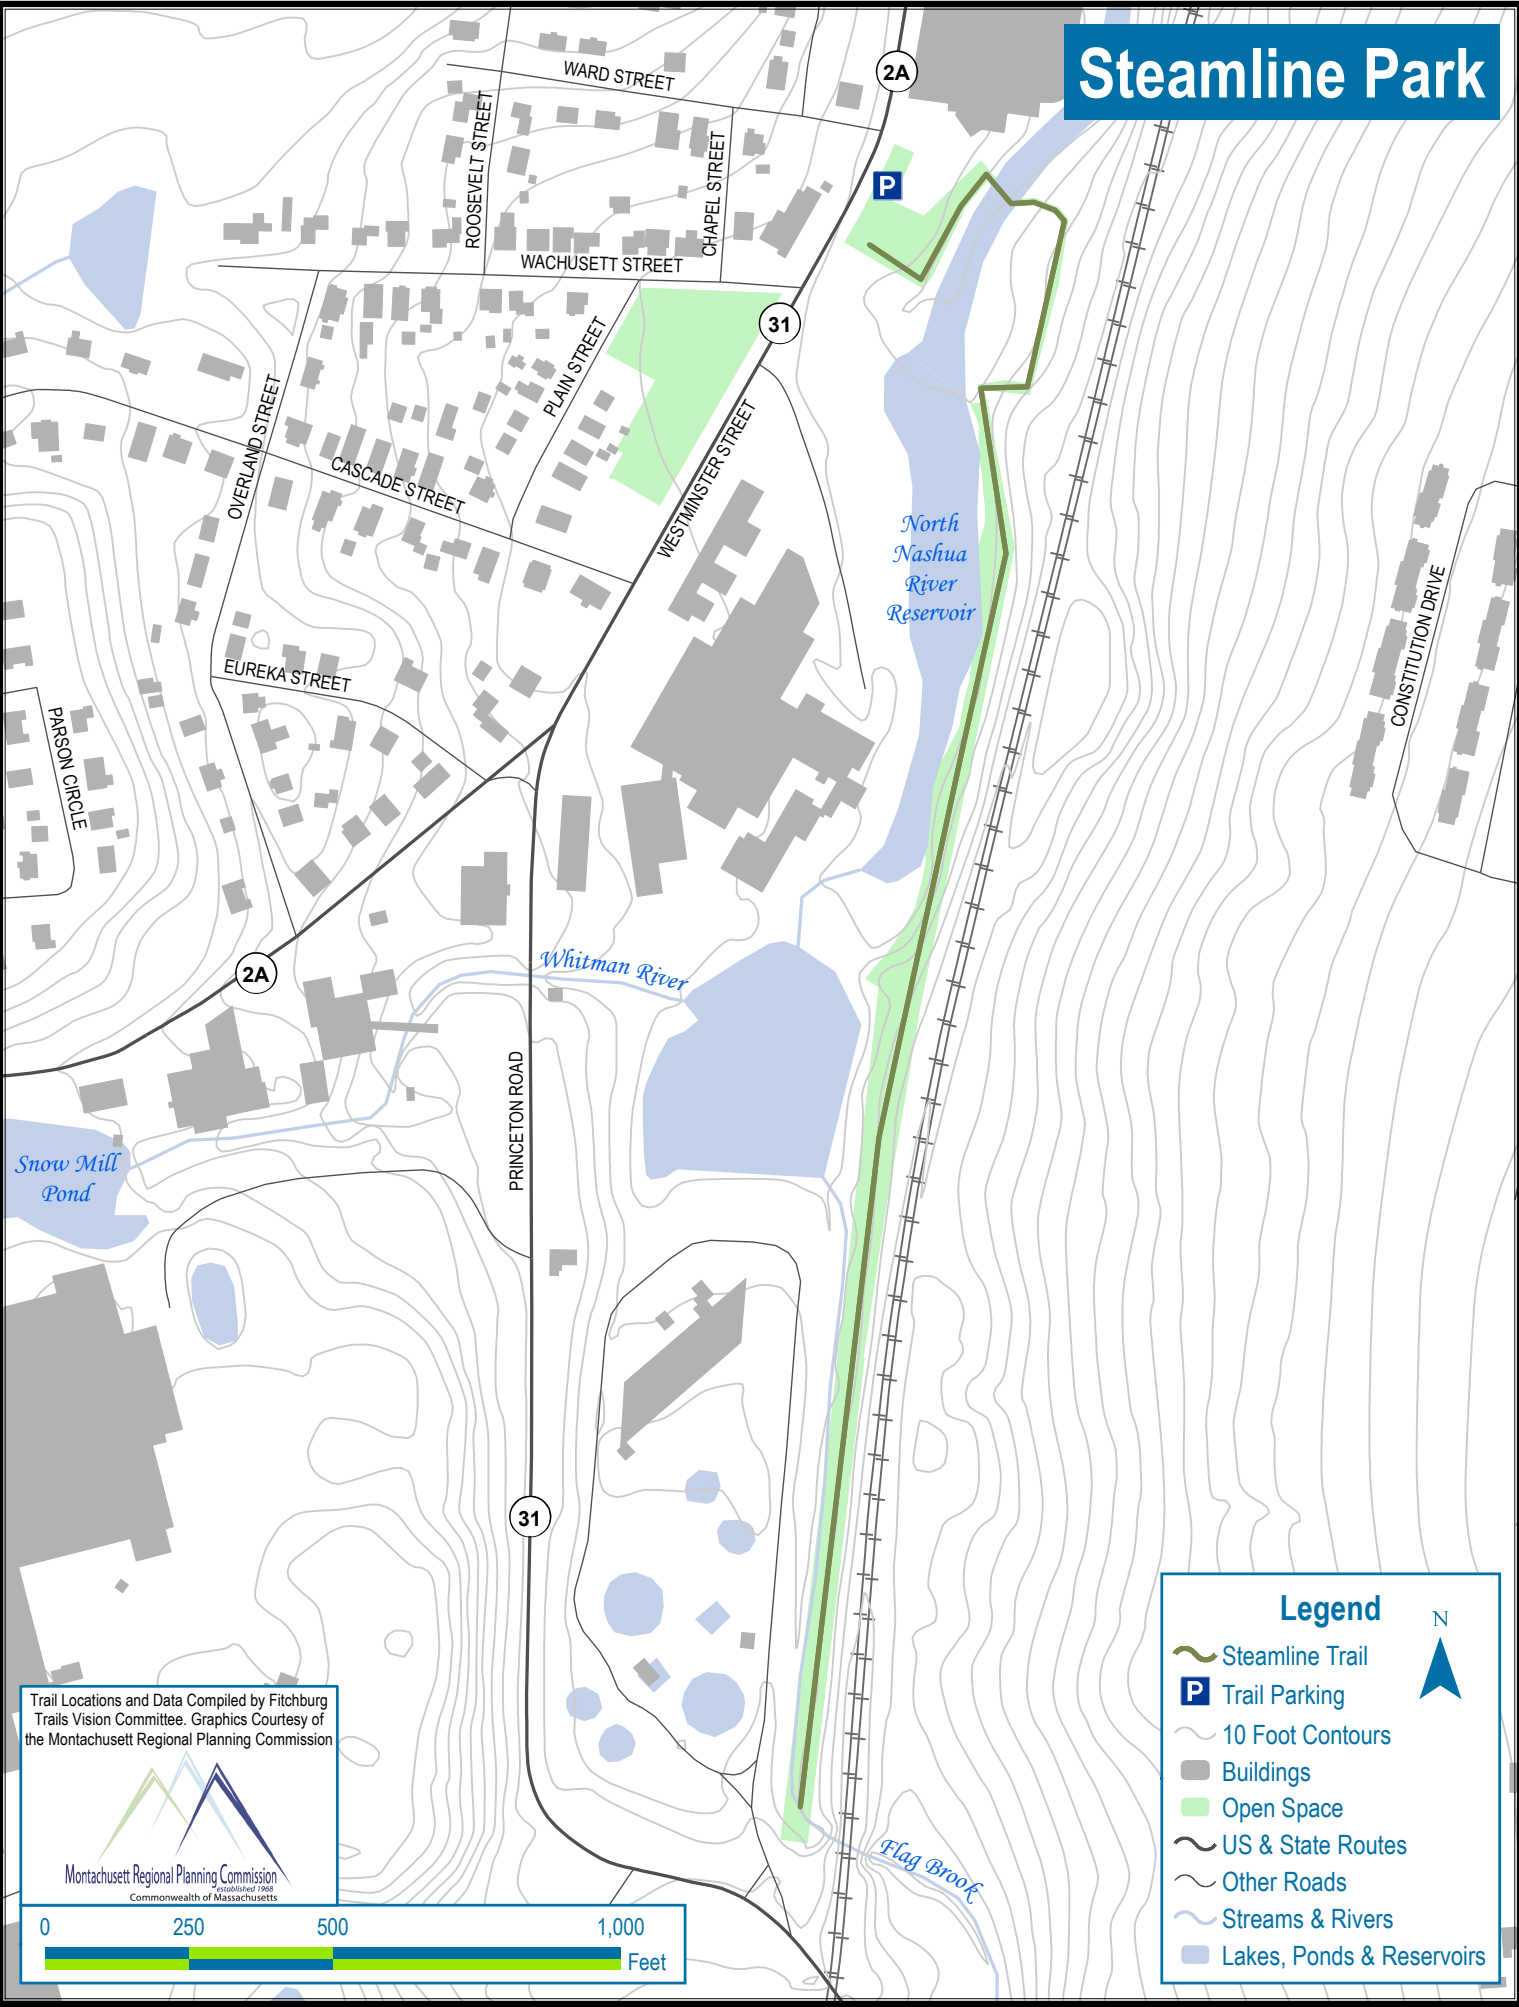 Steamline Park
2A
WARD STREET
ROOSEVELT STREET
CHAPEL STREET
P
WACHUSETT STREET
31
PLAIN STREET
OVERLAND STREET
WESTMINSTER STREET
CASCADE STREET
North
Nashua
River
Reservoir
CONSTITUTION DRIVE
EUREKA STREET
PARSON CIRCLE
2A
Whitman River
PRINCETON ROAD
Snow Mill
Pond
31
Flag Brook
Legend
N
Steamline Trail
P Trail Parking
10 Foot Contours
Buildings
Open Space
US & State Routes
Other Roads
Streams & Rivers
Lakes, Ponds & Reservoirs
Trail Locations and Data Compiled by Fitchburg
Trails Vision Committee. Graphics Courtesy of
the Montachusett Regional Planning Commission
Montachusett Regional Planning Commission
established 1968
Commonwealth of Massachusetts
0 250 500 1,000
Feet